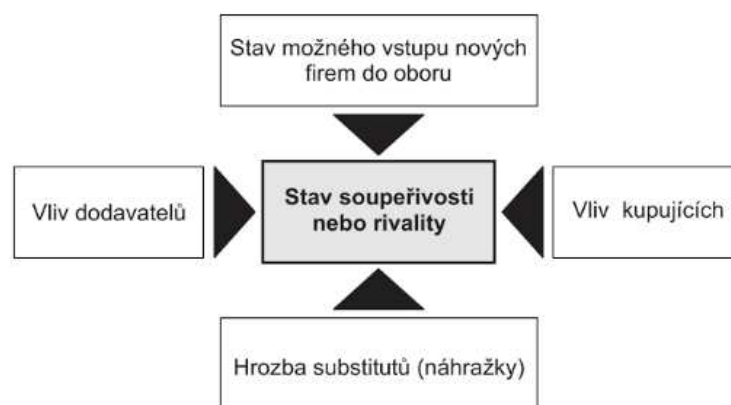 Stav možného vstupu nových
firem do oboru
Vliv dodavatelů
Stav soupeřivosti
nebo rivality
Vliv kupujících
Hrozba substitutů (náhražky)